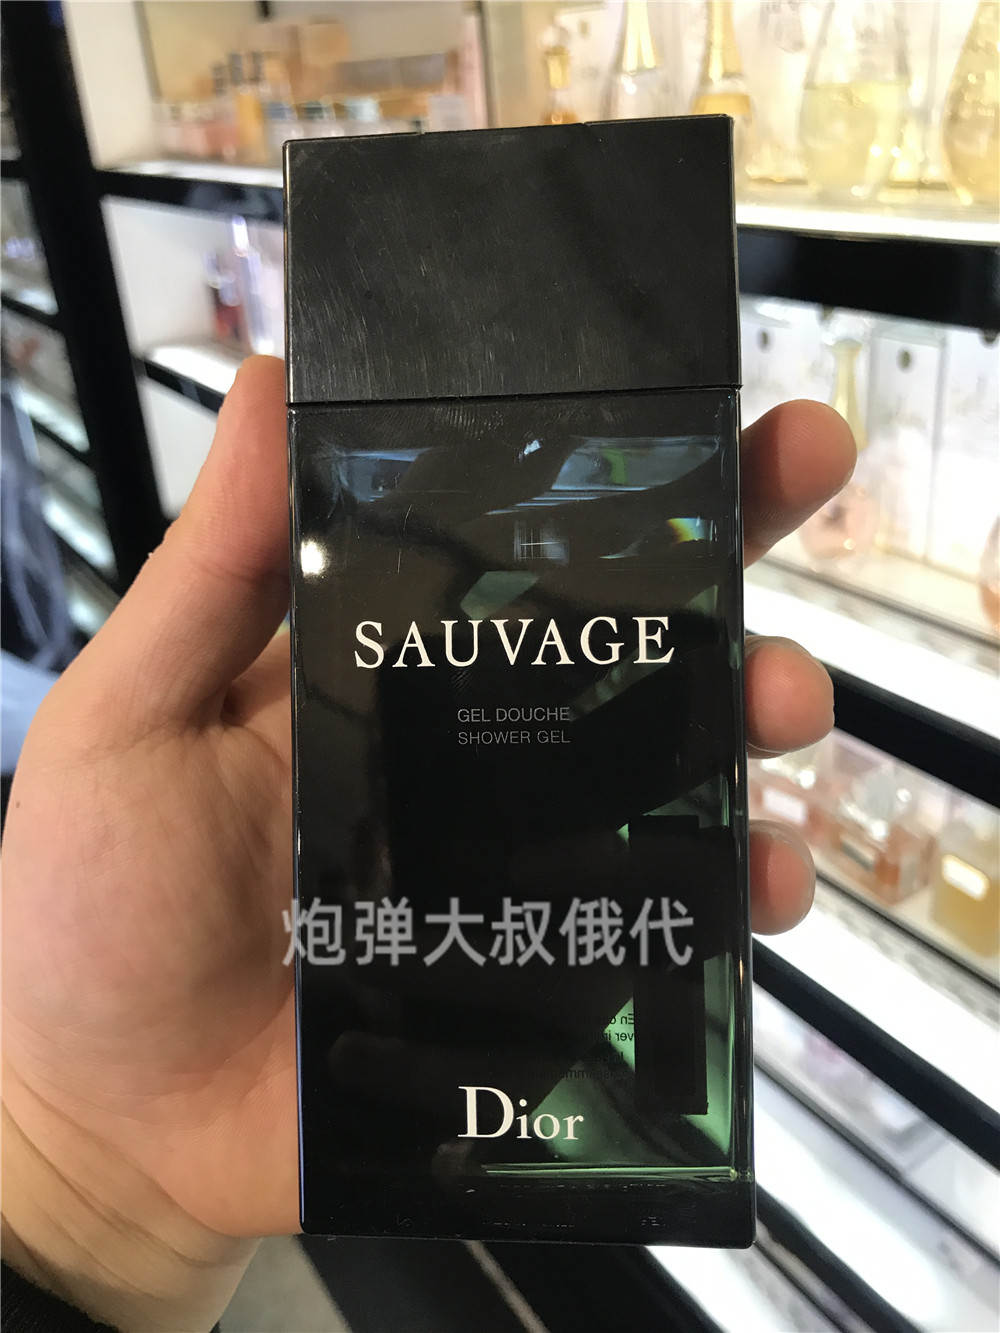 SAUVAGE
GEL DOUCHE
SHOWER GEL
炮弹大叔俄代
Dior